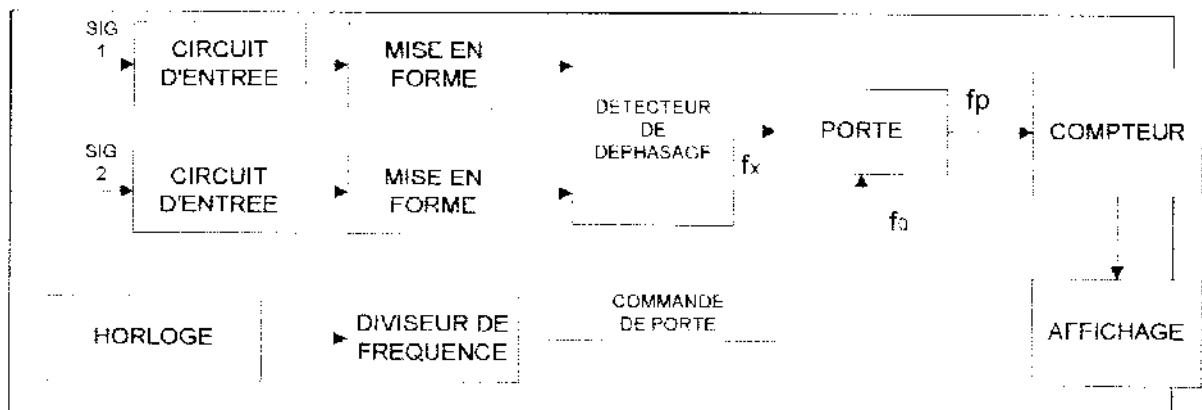 SIG
1
CIRCUIT
D'ENTREE
MISE EN
FORME
DETECTEUR
DE
DEPHASAGE
fx
PORTE
fp
COMPTEUR
SIG
2
CIRCUIT
D'ENTREE
MISE EN
FORME
HORLOGE
DIVISEUR DE
FREQUENCE
COMMANDE
DE PORTE
AFFICHAGE